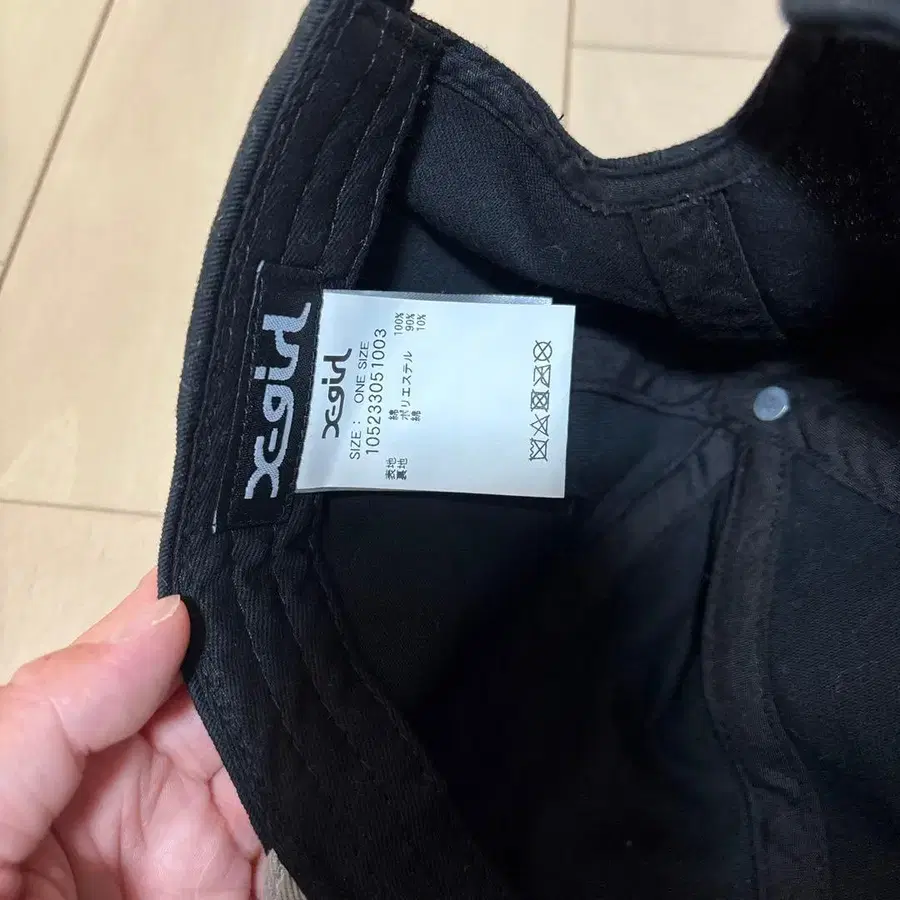 X-girl
X-girl
SIZE : ONE SIZE
105233051003
表地 綿 100%
裏地 ポリエステル 90%
綿 10%